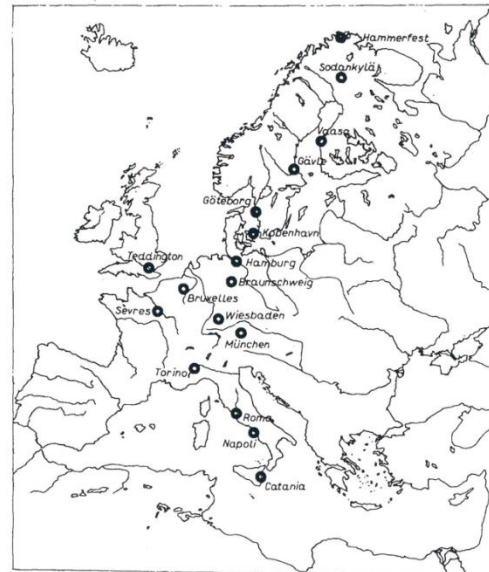 Hammerfest
Sodankylä
Vaasa
Gävle
Göteborg
København
Teddington
Hamburg
Braunschweig
Bruxelles
Sèvres
Wiesbaden
München
Torino
Roma
Napoli
Catania